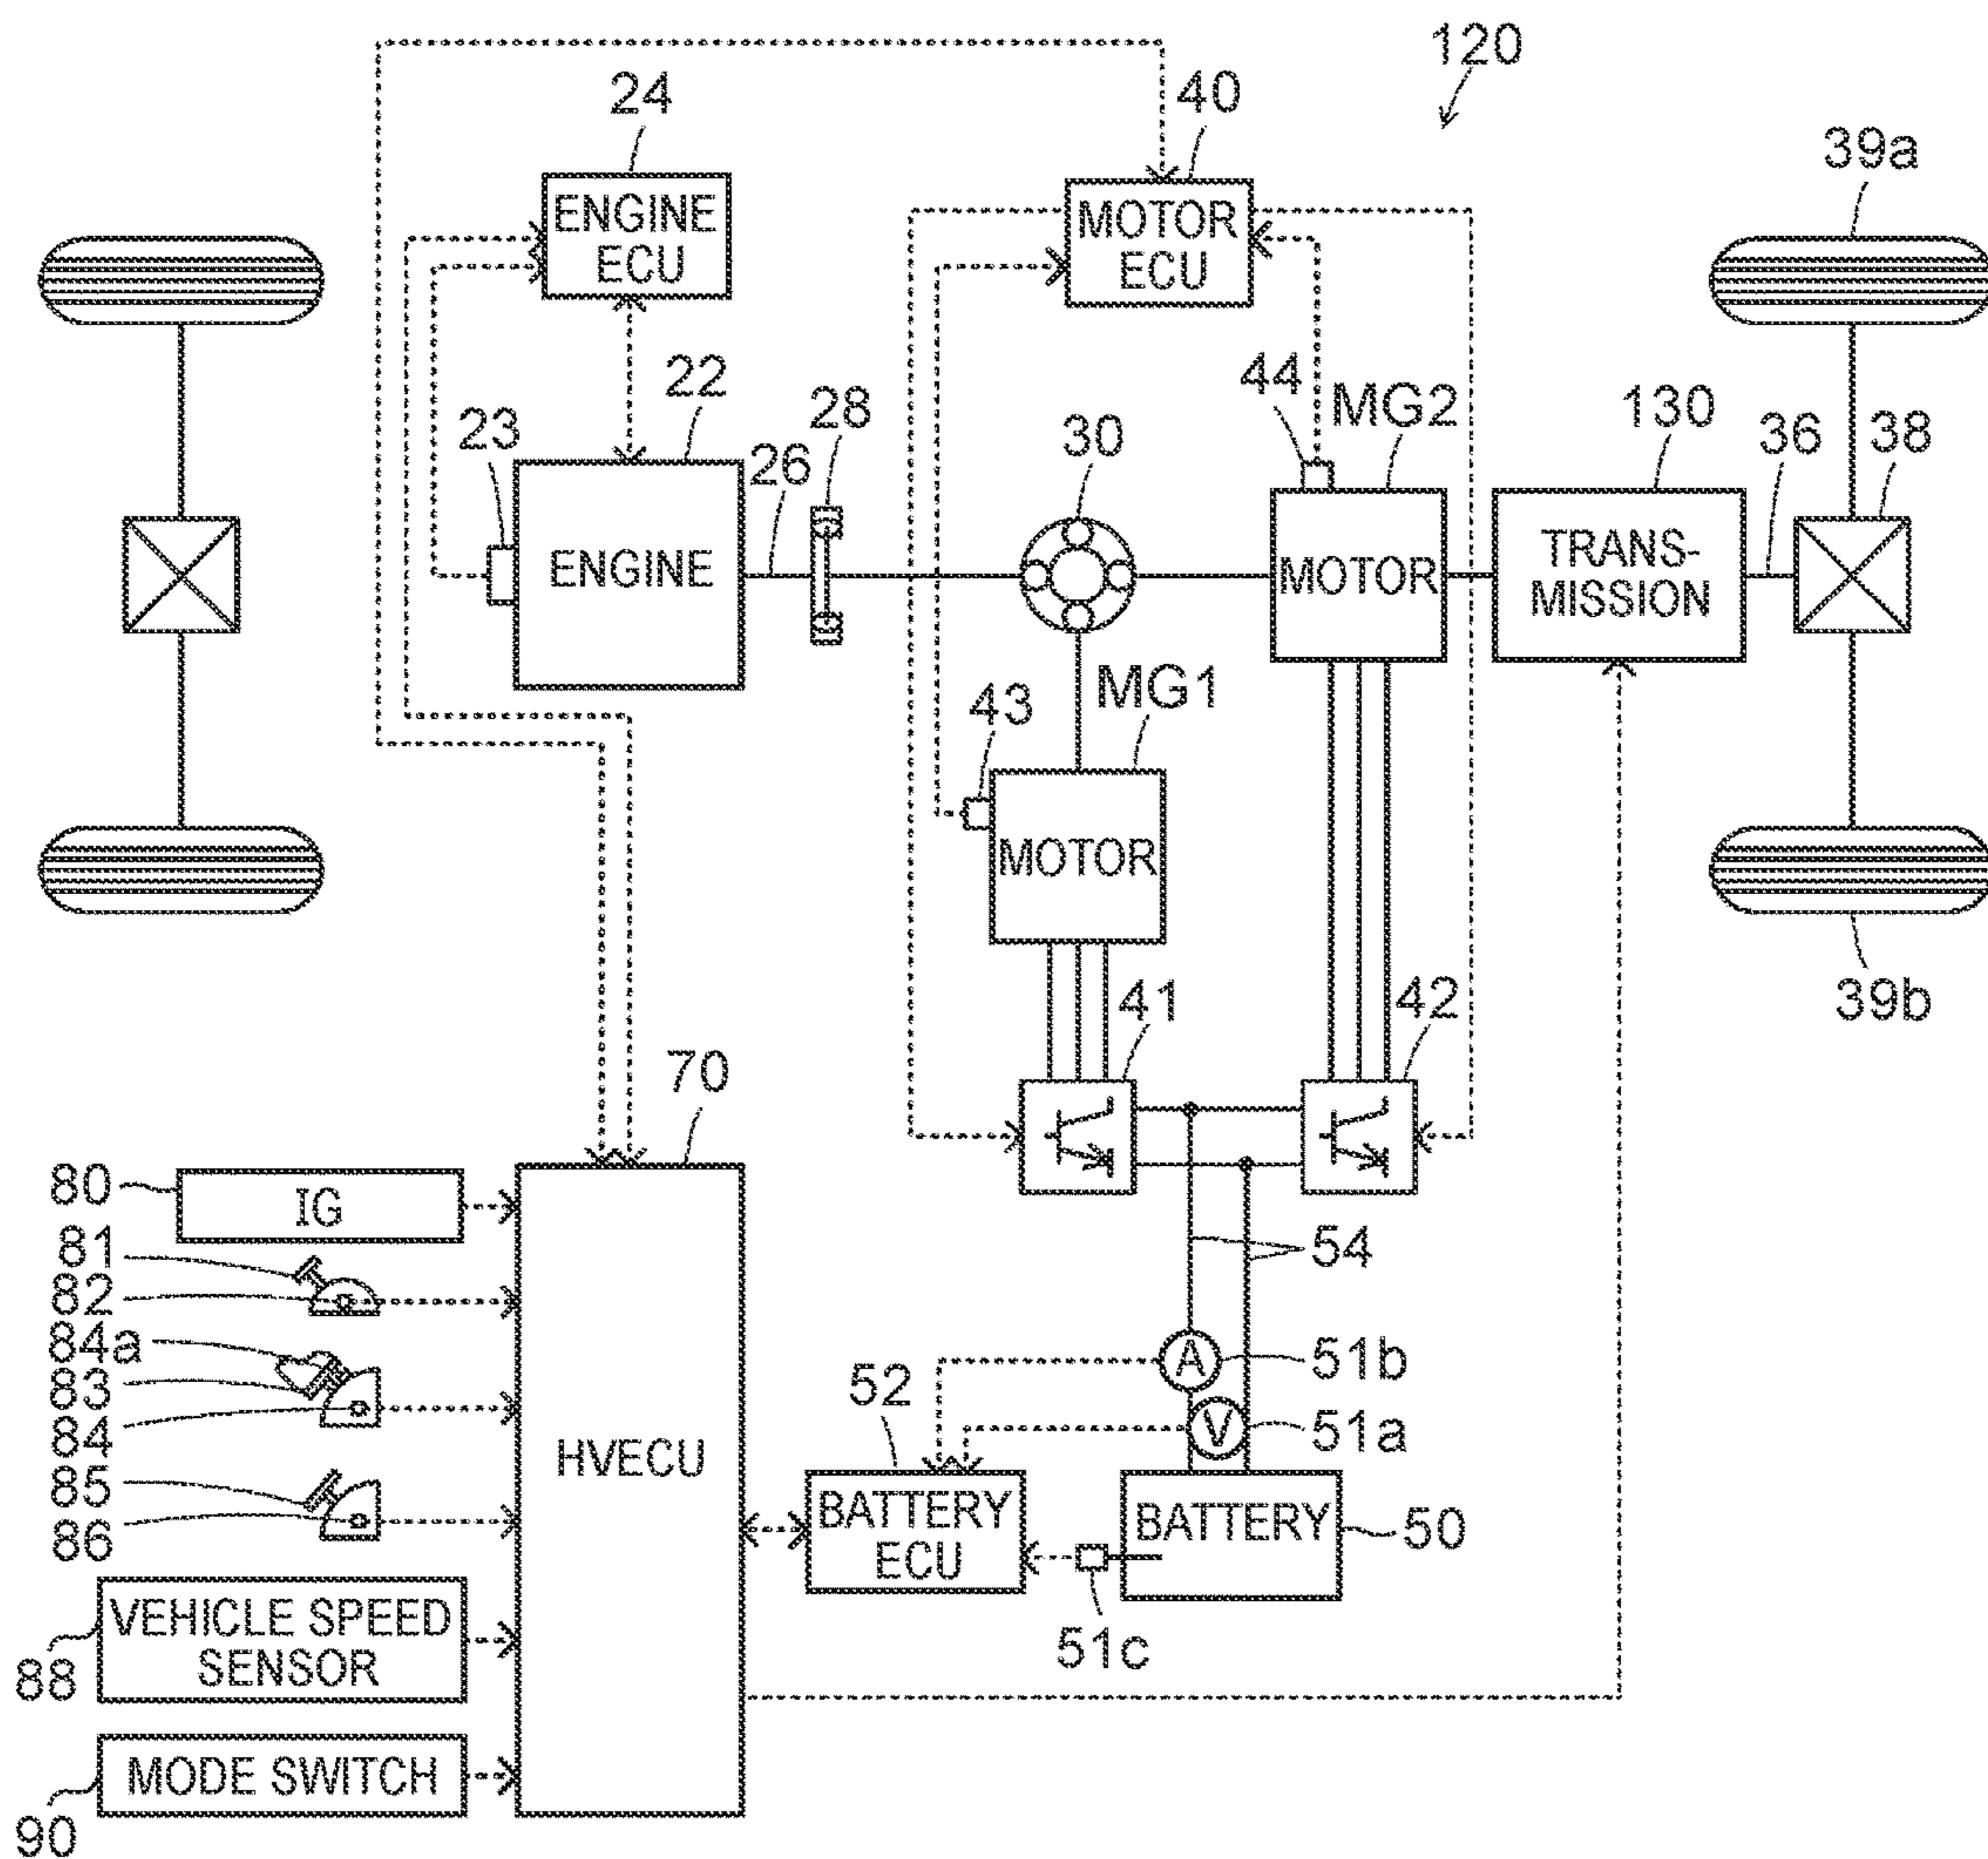 120
24
40
39a
ENGINE
ECU
MOTOR
ECU
22
28
44
MG2
130
23
26
30
36
38
ENGINE
MOTOR
TRANS-
MISSION
MG1
43
MOTOR
41
42
39b
70
80
IG
81
82
54
84a
83
84
51b
52
51a
HVECU
85
86
A
V
BATTERY
ECU
BATTERY
50
VEHICLE SPEED
SENSOR
88
51c
MODE SWITCH
90